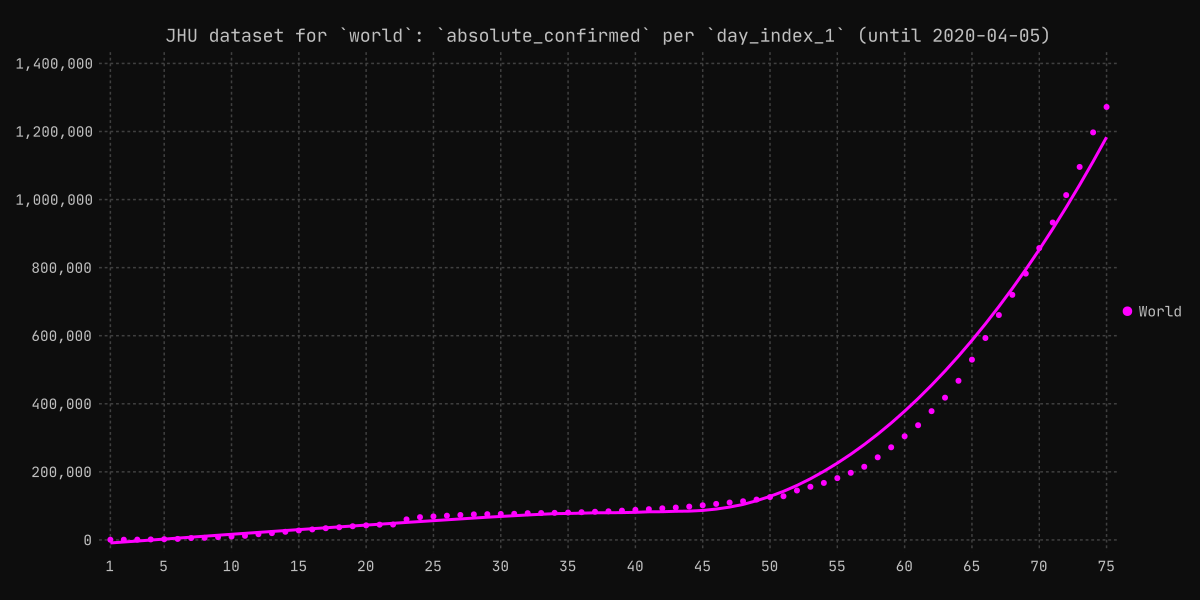 JHU dataset for `world`: `absolute_confirmed` per `day_index_1` (until 2020-04-05)
1,400,000
1,200,000
1,000,000
800,000
600,000
400,000
200,000
0
World
1 5 10 15 20 25 30 35 40 45 50 55 60 65 70 75